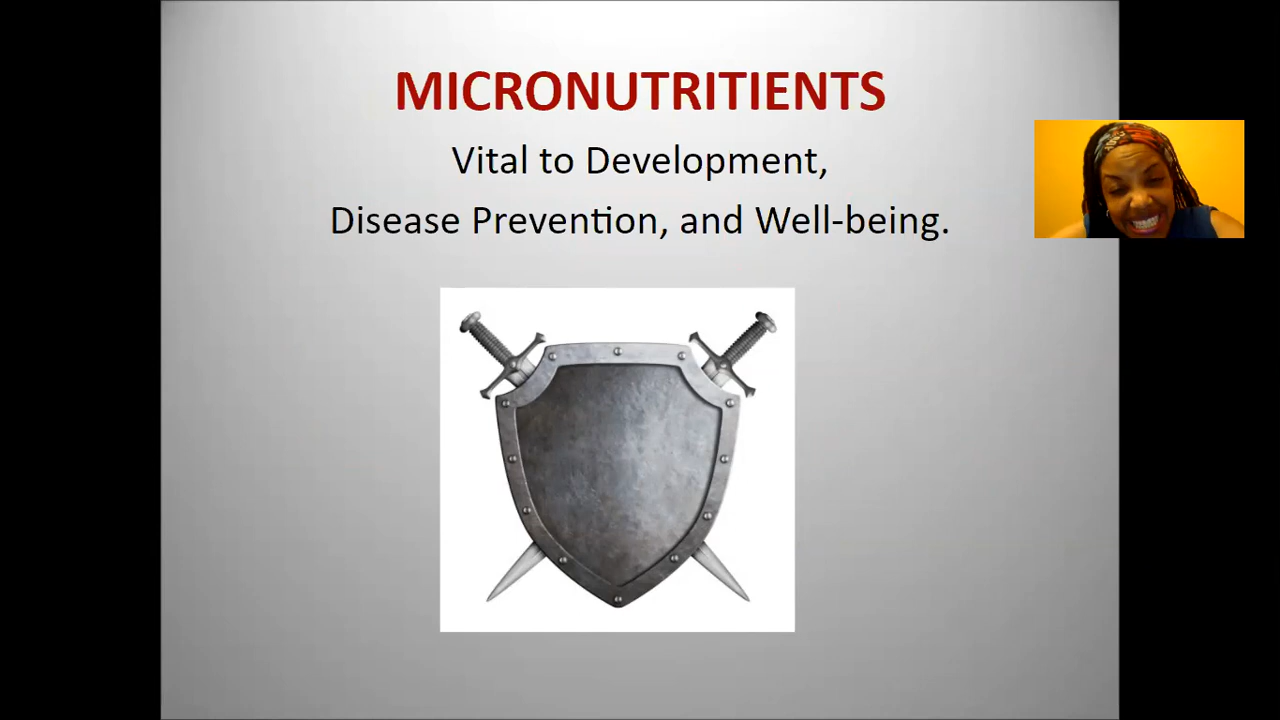 MICRONUTRITIENTS
Vital to Development,
Disease Prevention, and Well-being.